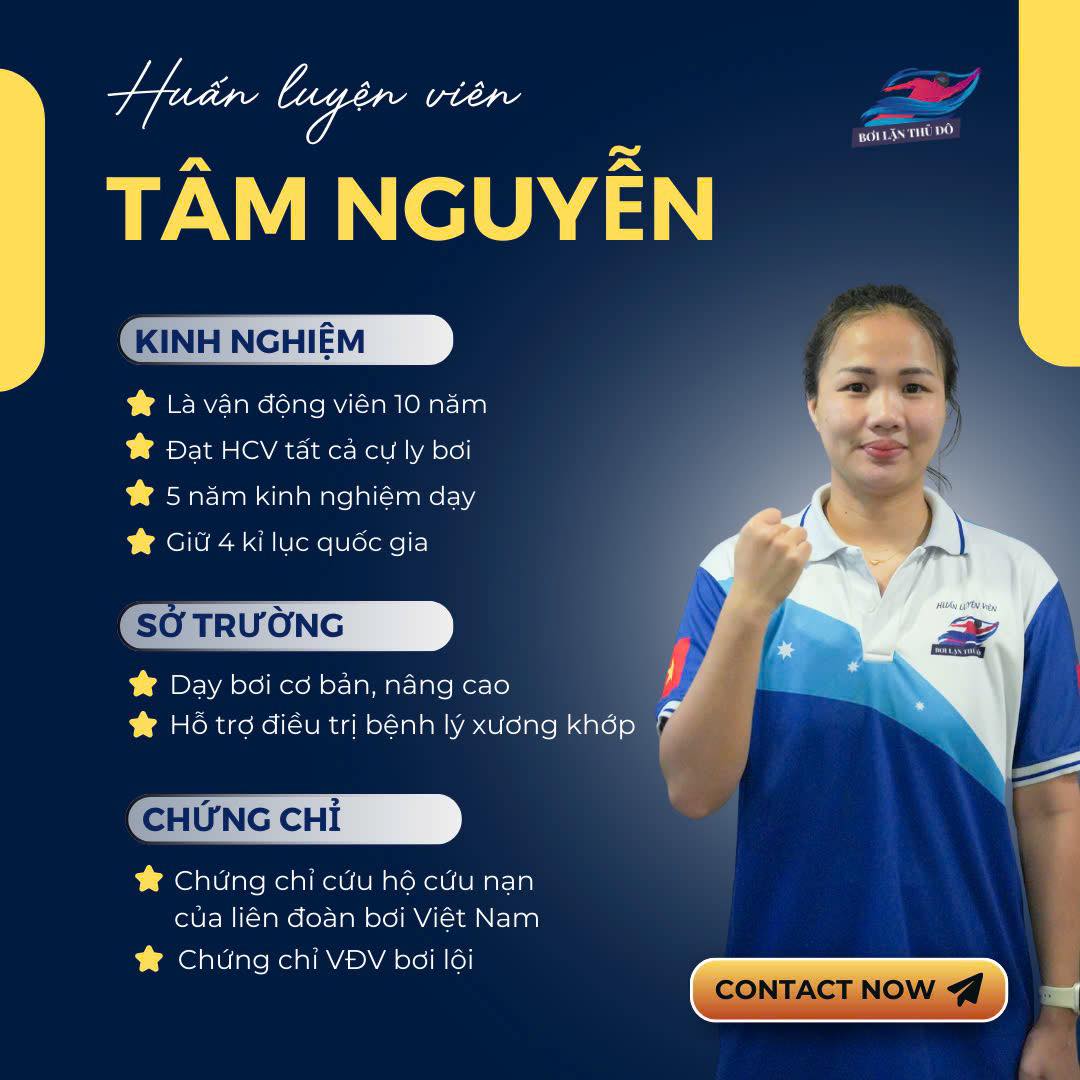 Huấn luyện viên
BƠI LẶN THỦ ĐÔ
TÂM NGUYỄN
KINH NGHIỆM
Là vận động viên 10 năm
Đạt HCV tất cả cự ly bơi
5 năm kinh nghiệm dạy
Giữ 4 kỉ lục quốc gia
SỞ TRƯỜNG
Dạy bơi cơ bản, nâng cao
Hỗ trợ điều trị bệnh lý xương khớp
CHỨNG CHỈ
Chứng chỉ cứu hộ cứu nạn
của liên đoàn bơi Việt Nam
Chứng chỉ VĐV bơi lội
HUẤN LUYỆN VIÊN
BƠI LẶN THỦ ĐÔ
CONTACT NOW